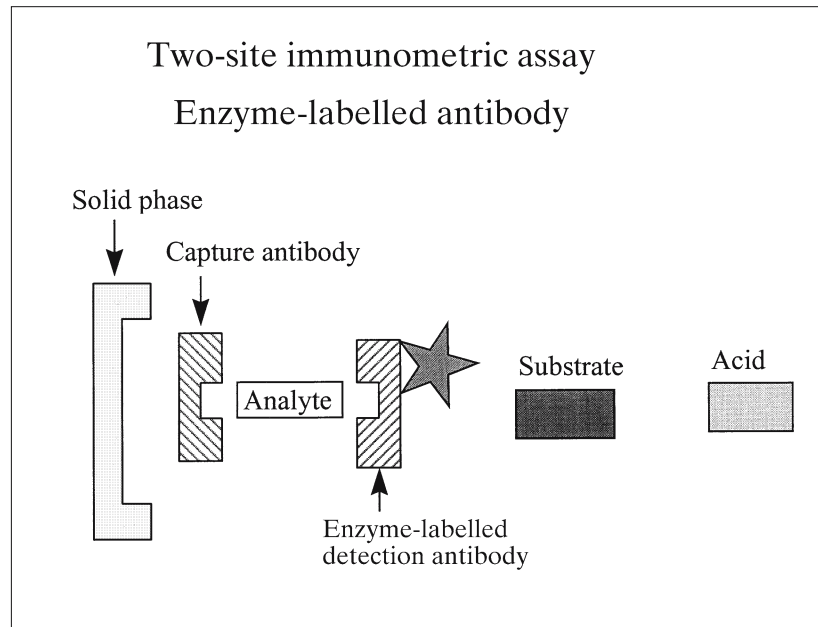 Two-site immunometric assay
Enzyme-labelled antibody
Solid phase
Capture antibody
Substrate
Acid
Analyte
Enzyme-labelled
detection antibody